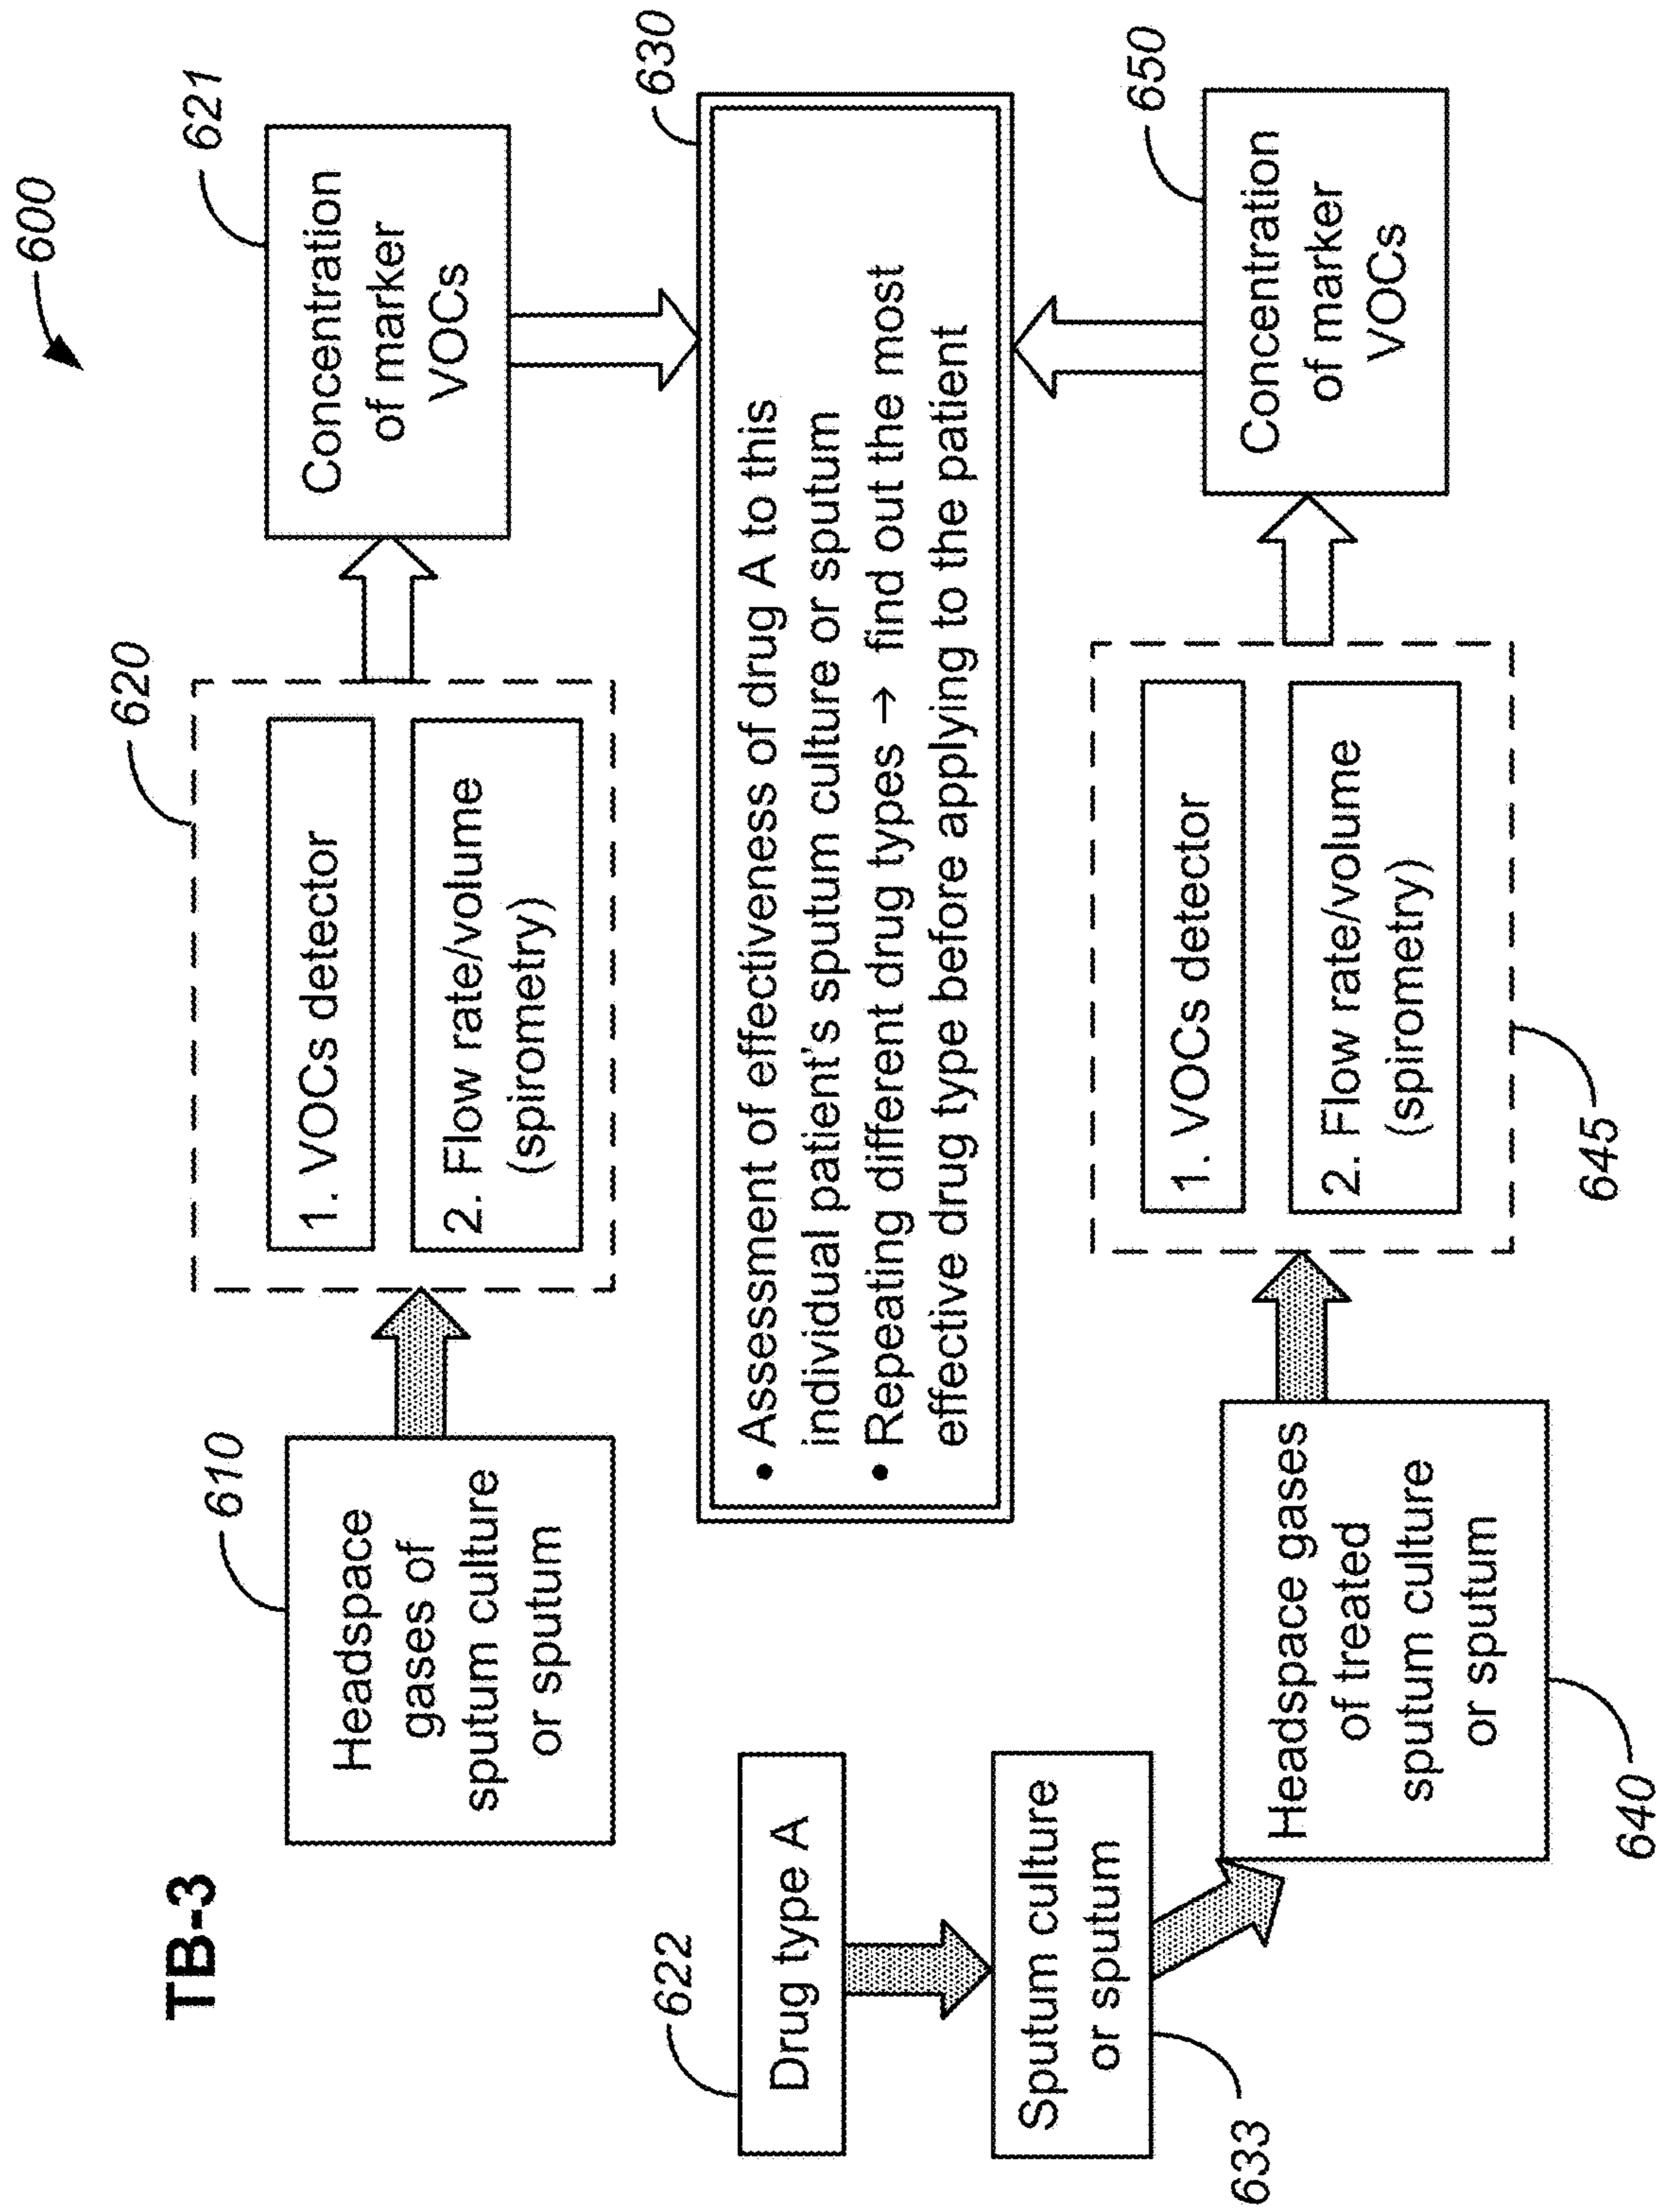 TB-3
600
610
Headspace
gases of
sputum culture
or sputum
620
1. VOCs detector
2. Flow rate/volume
(spirometry)
621
Concentration
of marker
VOCs
622
Drug type A
630
• Assessment of effectiveness of drug A to this
individual patient's sputum culture or sputum
• Repeating different drug types → find out the most
effective drug type before applying to the patient
Sputum culture
or sputum
633
Headspace gases
of treated
sputum culture
or sputum
640
1. VOCs detector
2. Flow rate/volume
(spirometry)
645
650
Concentration
of marker
VOCs